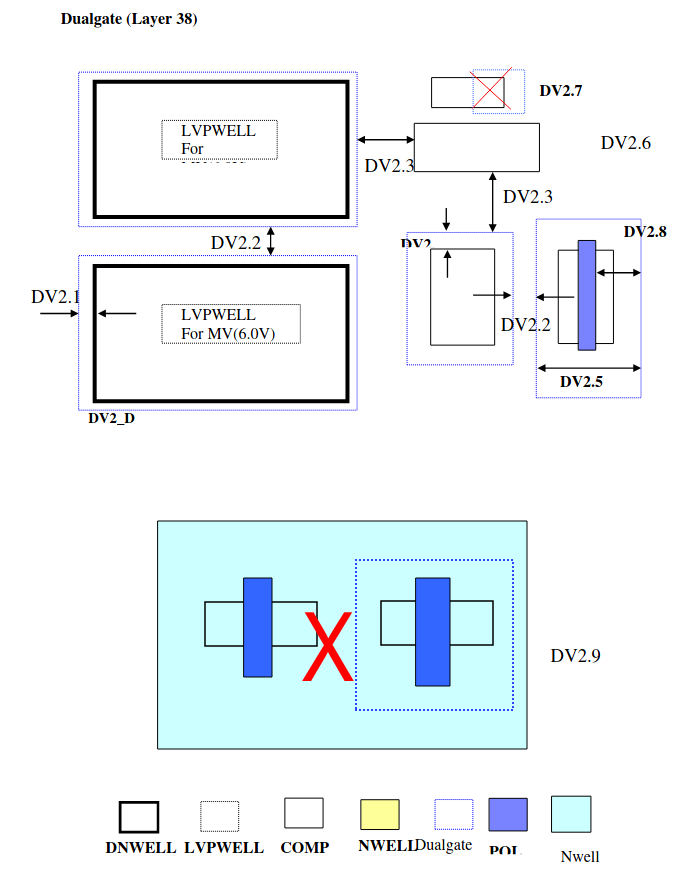 Dualgate (Layer 38)
DV2.7
LVPWELL
For
DV2.6
DV2.3
DV2.3
DV2.8
DV2.2
DV2.1
LVPWELL
For MV(6.0V)
DV2.2
DV2.5
DV2_D
DV2.9
DNWELL LVPWELL COMP NWELL Dualgate POL Nwell